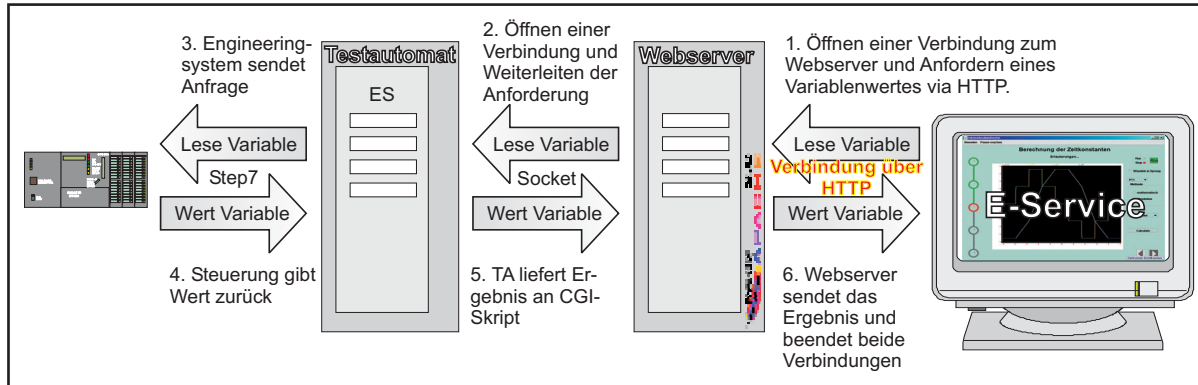 3. Engineering-
system sendet
Anfrage
Lese Variable
Step7
Wert Variable
4. Steuerung gibt
Wert zurück
Testautomat
ES
2. Öffnen einer
Verbindung und
Weiterleiten der
Anforderung
Lese Variable
Socket
Wert Variable
5. TA liefert Er-
gebnis an CGI-
Skript
Webserver
1. Öffnen einer Verbindung zum
Webserver und Anfordern eines
Variablenwertes via HTTP.
Lese Variable
Verbindung über
HTTP
Wert Variable
6. Webserver
sendet das
Ergebnis und
beendet beide
Verbindungen
Berechnung der Zeitkonstanten
E-Service